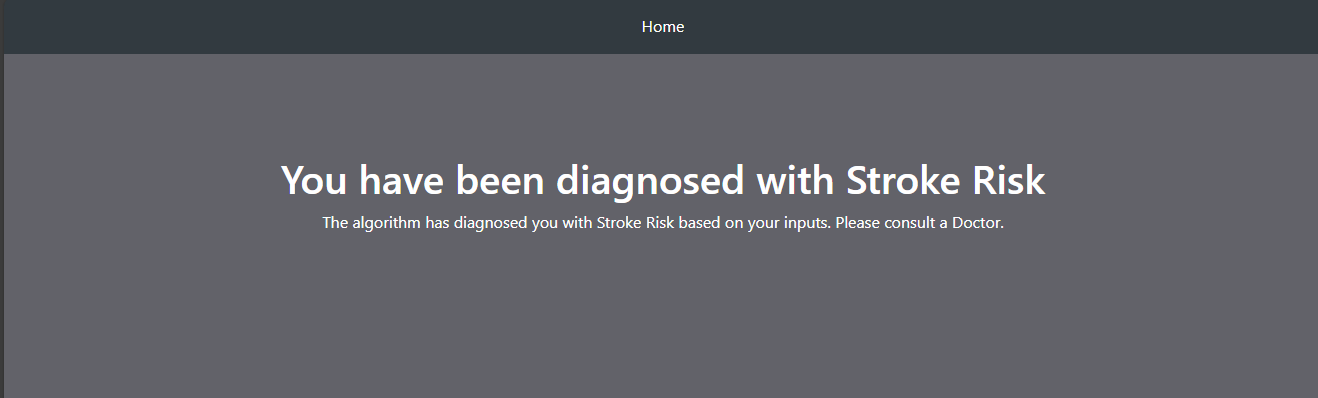 Home
You have been diagnosed with Stroke Risk
The algorithm has diagnosed you with Stroke Risk based on your inputs. Please consult a Doctor.